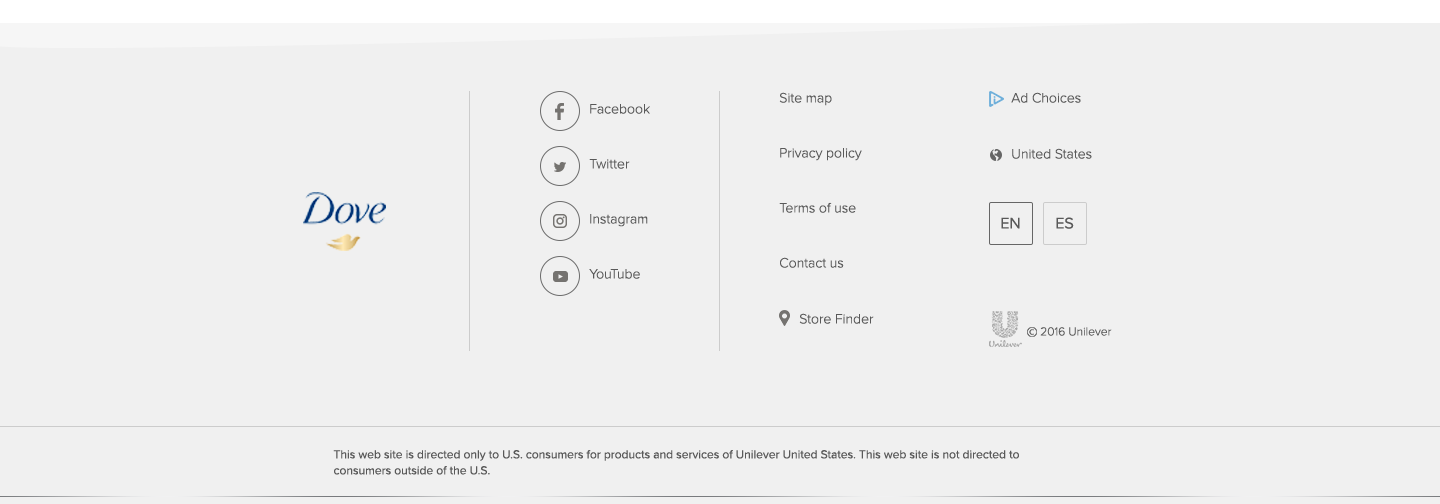 Dove
Facebook
Twitter
Instagram
YouTube
Site map
Privacy policy
Terms of use
Contact us
Store Finder
Ad Choices
United States
EN ES
Unilever
© 2016 Unilever
This web site is directed only to U.S. consumers for products and services of Unilever United States. This web site is not directed to
consumers outside of the U.S.